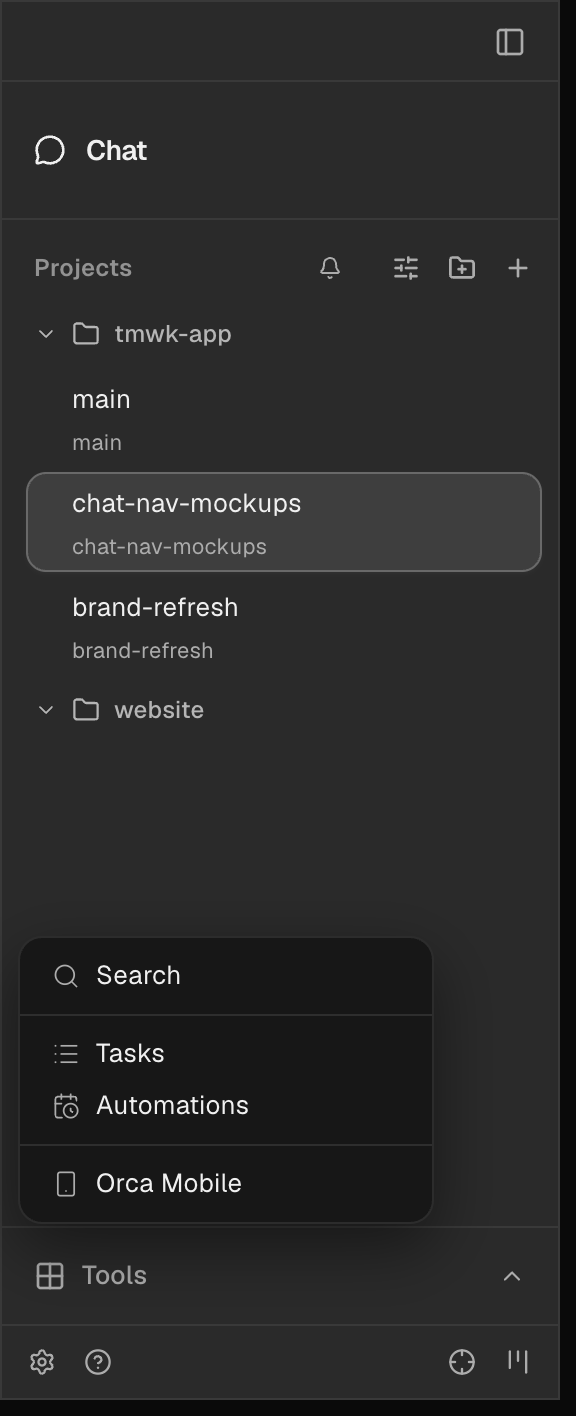 Chat
Projects
tmwk-app
main
main
chat-nav-mockups
chat-nav-mockups
brand-refresh
brand-refresh
website
Search
Tasks
Automations
Orca Mobile
Tools